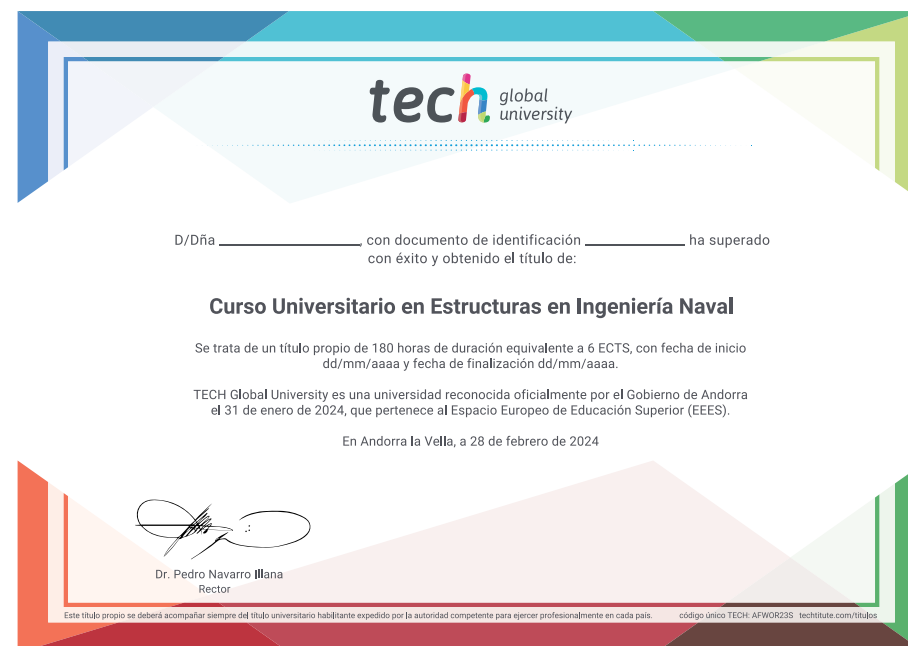 tech global university
D/Dña ____________________, con documento de identificación ______________ ha superado
con éxito y obtenido el título de:
Curso Universitario en Estructuras en Ingeniería Naval
Se trata de un título propio de 180 horas de duración equivalente a 6 ECTS, con fecha de inicio
dd/mm/aaaa y fecha de finalización dd/mm/aaaa.
TECH Global University es una universidad reconocida oficialmente por el Gobierno de Andorra
el 31 de enero de 2024, que pertenece al Espacio Europeo de Educación Superior (EEES).
En Andorra la Vella, a 28 de febrero de 2024
Dr. Pedro Navarro Illana
Rector
Este título propio se deberá acompañar siempre del título universitario habilitante expedido por la autoridad competente para ejercer profesionalmente en cada país. código único TECH: AFWOR23S techtitute.com/titulos